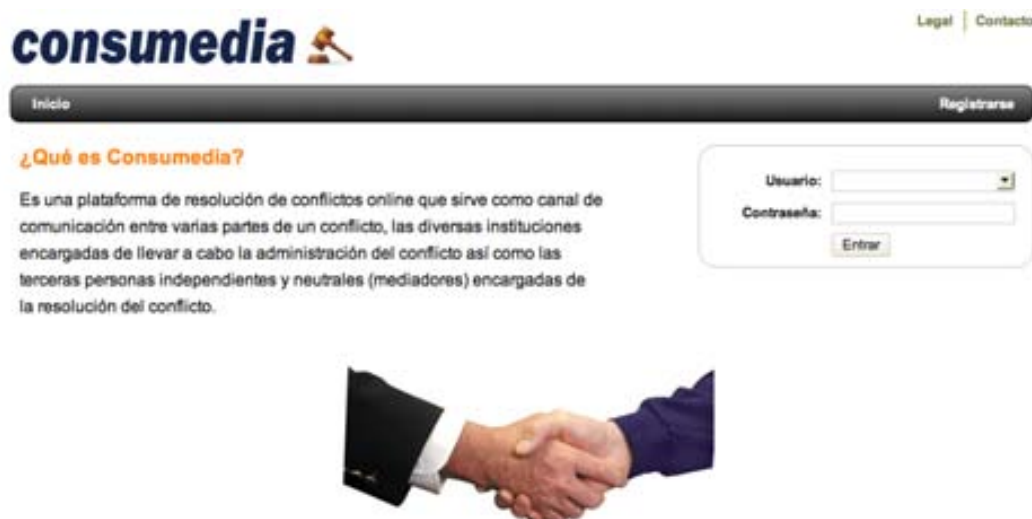 Legal | Contacto
consumedia
Inicio Registrarse
¿Qué es Consumedia?
Es una plataforma de resolución de conflictos online que sirve como canal de
comunicación entre varias partes de un conflicto, las diversas instituciones
encargadas de llevar a cabo la administración del conflicto así como las
terceras personas independientes y neutrales (mediadores) encargadas de
la resolución del conflicto.
Usuario:
Contraseña:
Entrar